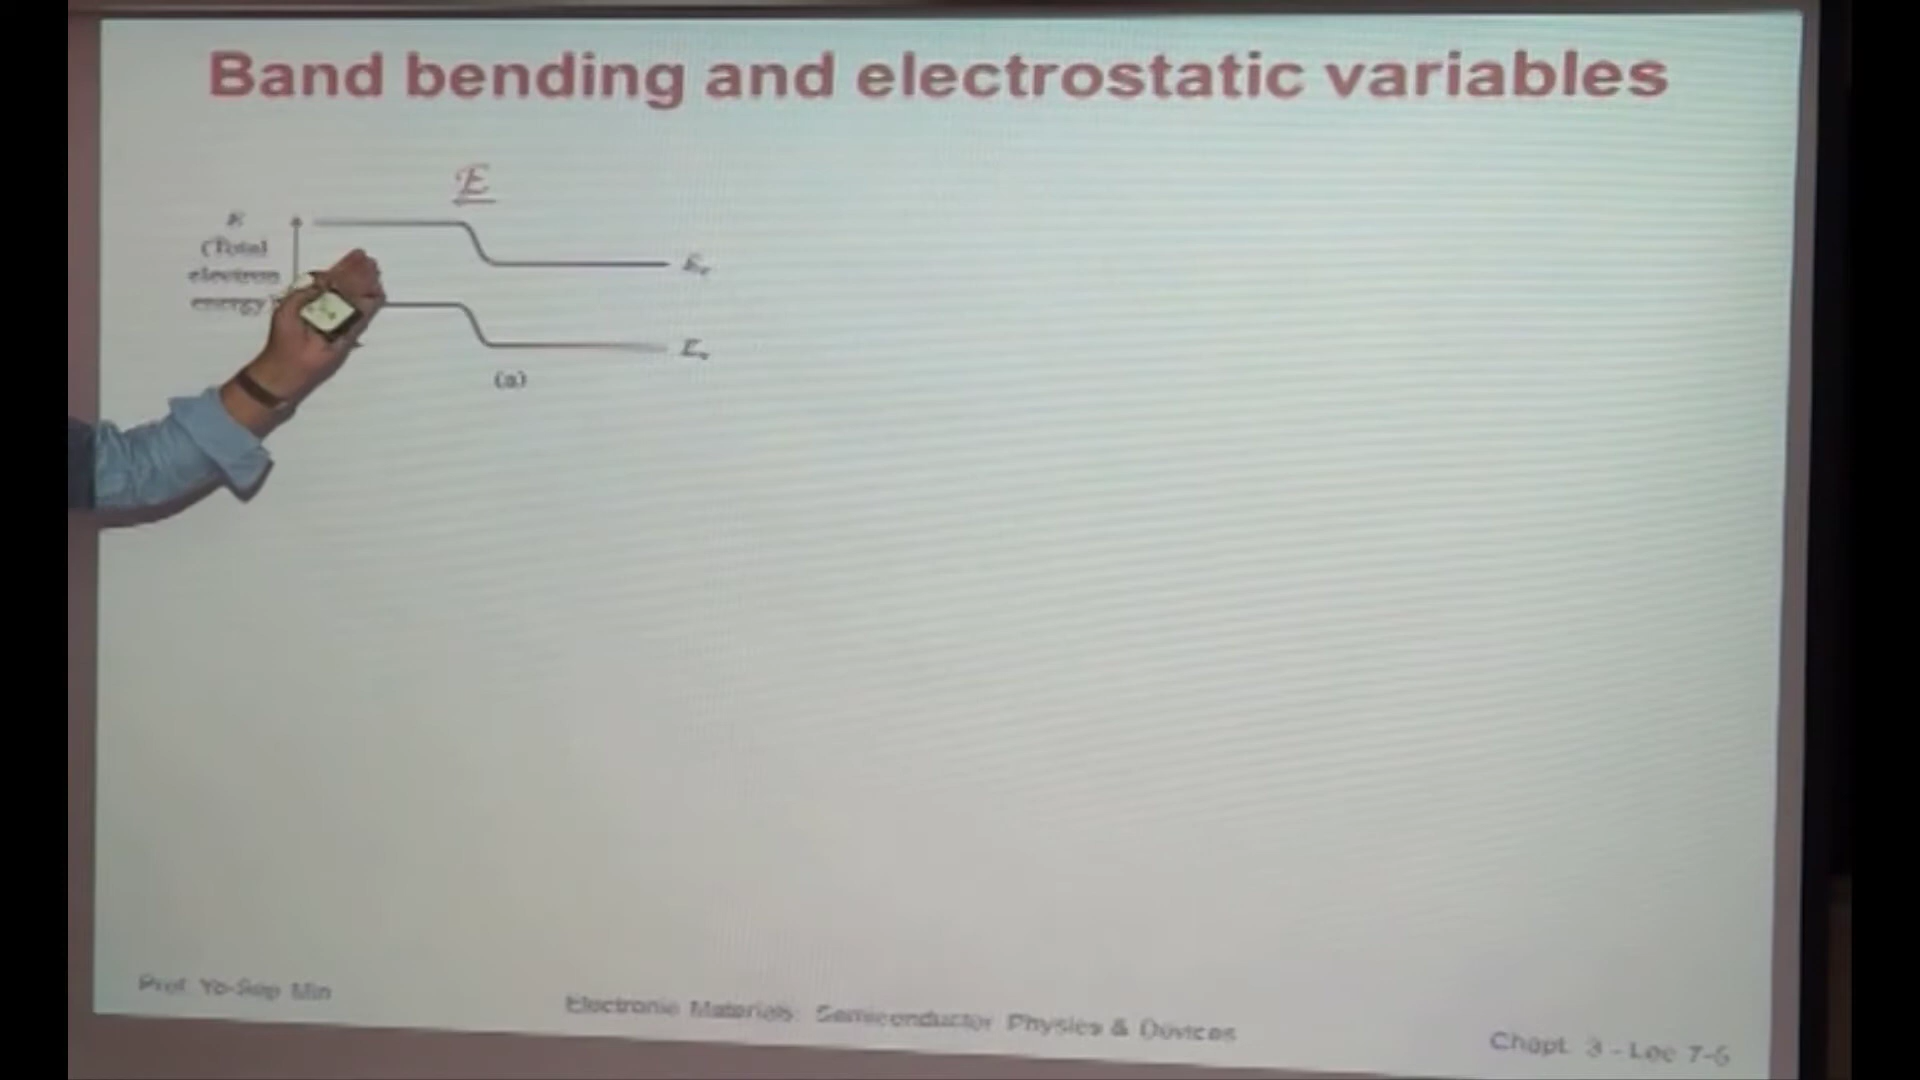 Band bending and electrostatic variables
E
E
(Total
electron
energy)
Ec
Ev
(a)
Prof. Yo-Sep Min
Electronic Materials: Semiconductor Physics & Devices
Chapt. 3 - Lec 7-6